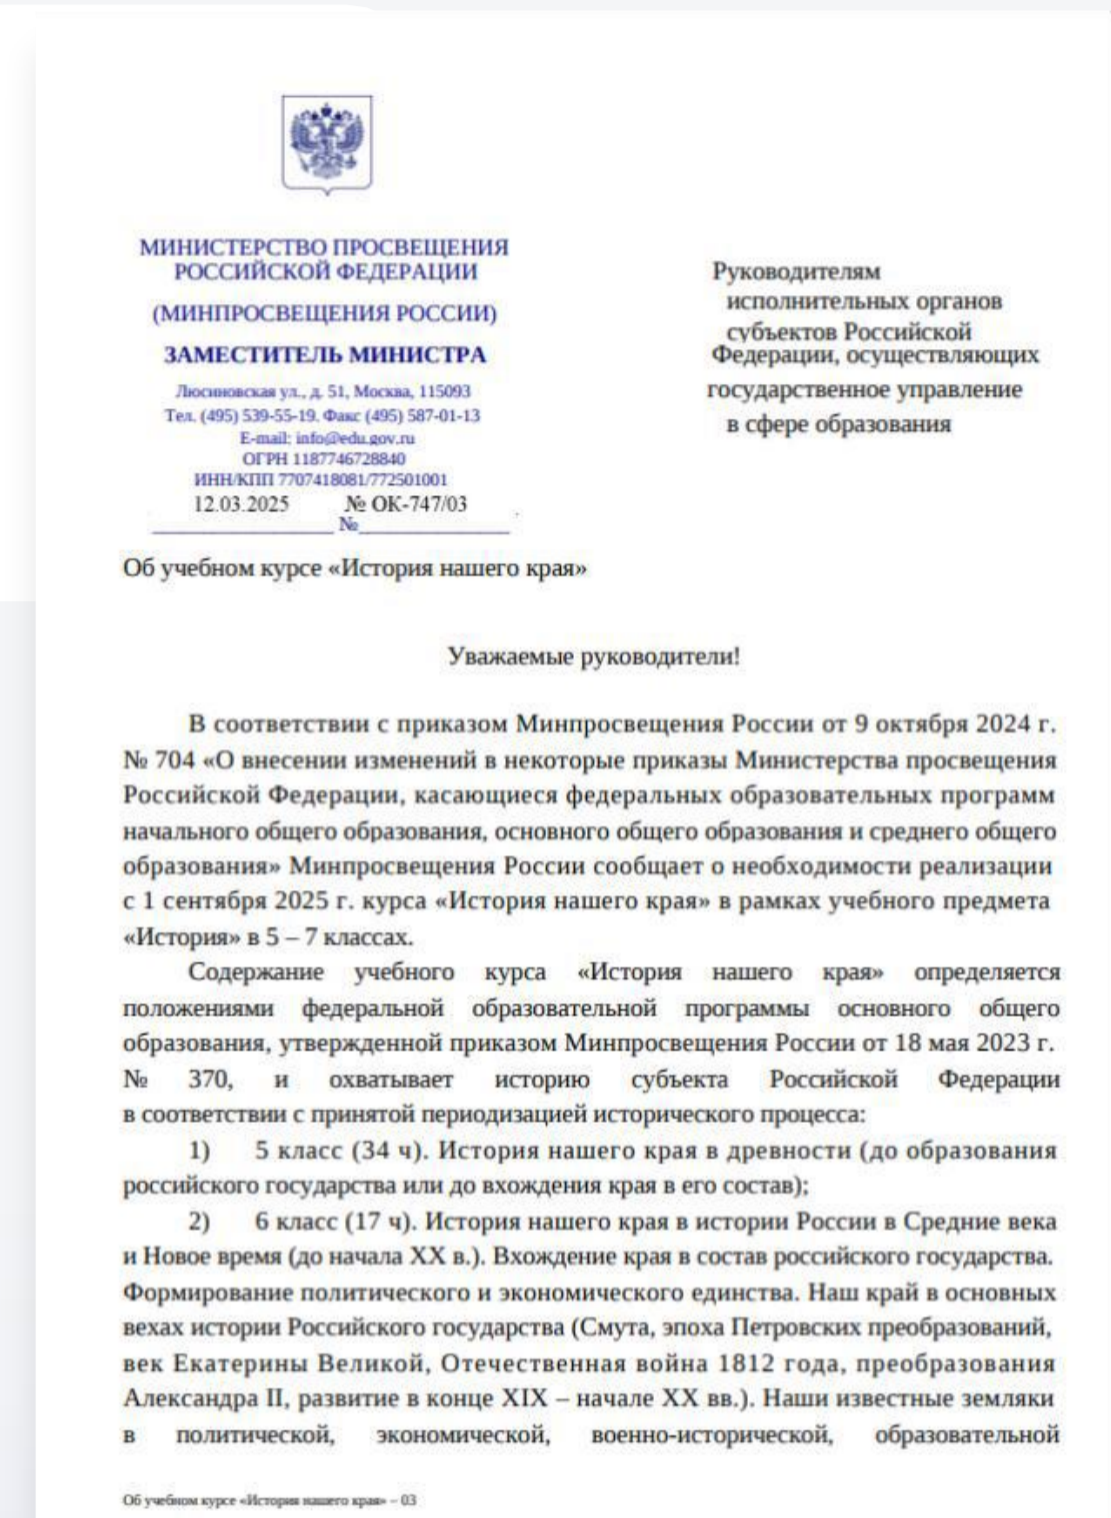 МИНИСТЕРСТВО ПРОСВЕЩЕНИЯ
РОССИЙСКОЙ ФЕДЕРАЦИИ
(МИНПРОСВЕЩЕНИЯ РОССИИ)
ЗАМЕСТИТЕЛЬ МИНИСТРА
Люсиновская ул., д. 51, Москва, 115093
Тел. (495) 539-55-19. Факс (495) 587-01-13
E-mail: info@edu.gov.ru
ОГРН 1187746728840
ИНН/КПП 7707418081/772501001
12.03.2025 № ОК-747/03
№
Руководителям
исполнительных органов
субъектов Российской
Федерации, осуществляющих
государственное управление
в сфере образования
Об учебном курсе «История нашего края»
Уважаемые руководители!
В соответствии с приказом Минпросвещения России от 9 октября 2024 г.
№ 704 «О внесении изменений в некоторые приказы Министерства просвещения
Российской Федерации, касающиеся федеральных образовательных программ
начального общего образования, основного общего образования и среднего общего
образования» Минпросвещения России сообщает о необходимости реализации
с 1 сентября 2025 г. курса «История нашего края» в рамках учебного предмета
«История» в 5 – 7 классах.
Содержание учебного курса «История нашего края» определяется
положениями федеральной образовательной программы основного общего
образования, утвержденной приказом Минпросвещения России от 18 мая 2023 г.
№ 370, и охватывает историю субъекта Российской Федерации
в соответствии с принятой периодизацией исторического процесса:
1) 5 класс (34 ч). История нашего края в древности (до образования
российского государства или до вхождения края в его состав);
2) 6 класс (17 ч). История нашего края в истории России в Средние века
и Новое время (до начала XX в.). Вхождение края в состав российского государства.
Формирование политического и экономического единства. Наш край в основных
вехах истории Российского государства (Смута, эпоха Петровских преобразований,
век Екатерины Великой, Отечественная война 1812 года, преобразования
Александра II, развитие в конце XIX – начале XX вв.). Наши известные земляки
в политической, экономической, военно-исторической, образовательной
Об учебном курсе «История нашего края» – 03